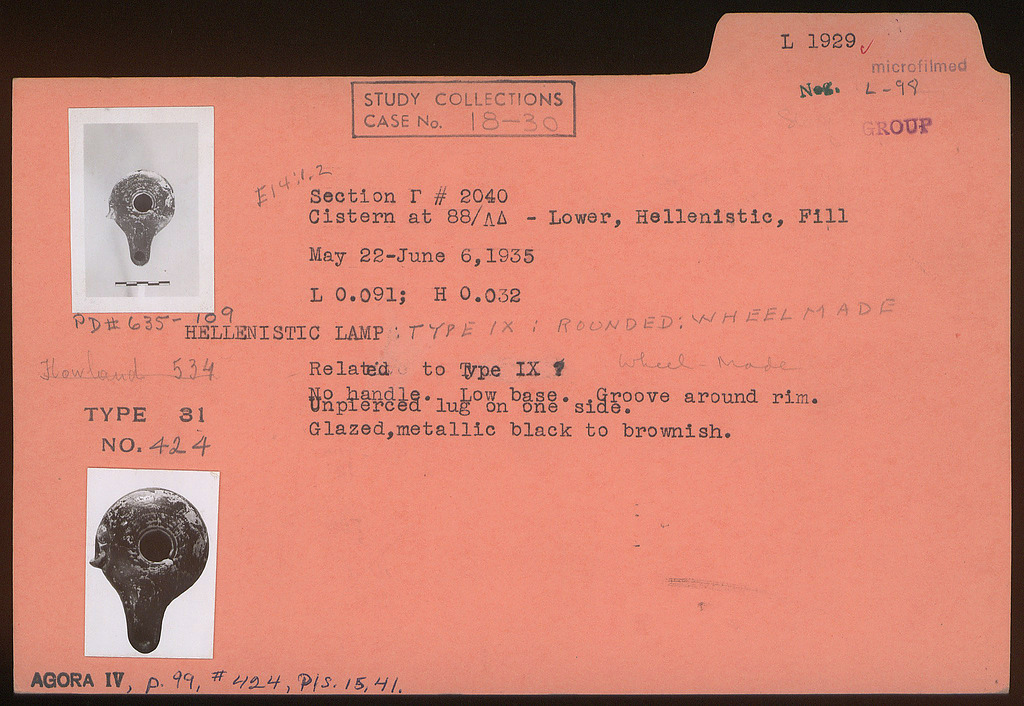 L 1929 ✓
microfilmed
Neg. L-98
GROUP
STUDY COLLECTIONS
CASE No. 18-30
E14:1.2
Section Γ # 2040
Cistern at 88/ΛΔ - Lower, Hellenistic, Fill
May 22-June 6,1935
L 0.091; H 0.032
PD# 635-109
HELLENISTIC LAMP : TYPE IX : ROUNDED: WHEELMADE
Howland 534
Related to Type IX ?
Wheel-Made
No handle. Low base. Groove around rim.
Unpierced lug on one side.
Glazed,metallic black to brownish.
TYPE 31
NO. 424
AGORA IV, p. 99, # 424, Pls. 15, 41.